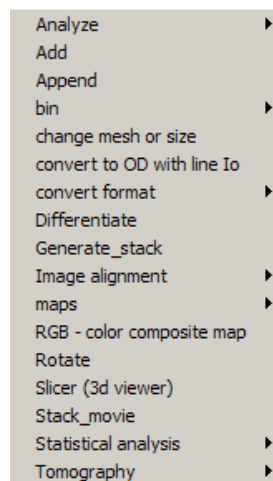 Analyze
Add
Append
bin
change mesh or size
convert to OD with line Io
convert format
Differentiate
Generate_stack
Image alignment
maps
RGB - color composite map
Rotate
Slicer (3d viewer)
Stack_movie
Statistical analysis
Tomography